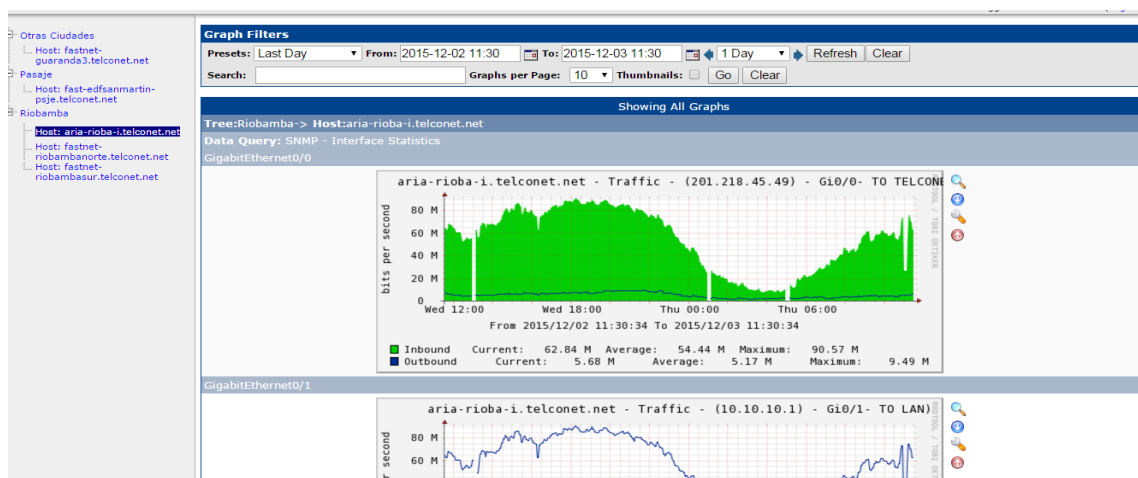 Otras Ciudades
Host: fastnet-
guaranda3.telconet.net
Pasaje
Host: fast-edfsanmartin-
psje.telconet.net
Riobamba
Host: aria-rioba-i.telconet.net
Host: fastnet-
riobambanorte.telconet.net
Host: fastnet-
riobambasur.telconet.net
Graph Filters
Presets: Last Day From: 2015-12-02 11:30 To: 2015-12-03 11:30 1 Day Refresh Clear
Search: Graphs per Page: 10 Thumbnails: Go Clear
Showing All Graphs
Tree:Riobamba-> Host:aria-rioba-i.telconet.net
Data Query: SNMP - Interface Statistics
GigabitEthernet0/0
aria-rioba-i.telconet.net - Traffic - (201.218.45.49) - Gi0/0- TO TELCONE
bits per second
80 M
60 M
40 M
20 M
0
Wed 12:00 Wed 18:00 Thu 00:00 Thu 06:00
From 2015/12/02 11:30:34 To 2015/12/03 11:30:34
Inbound Current: 62.84 M Average: 54.44 M Maximum: 90.57 M
Outbound Current: 5.68 M Average: 5.17 M Maximum: 9.49 M
RRDTOOL / TOBI OETIKER
GigabitEthernet0/1
aria-rioba-i.telconet.net - Traffic - (10.10.10.1) - Gi0/1- TO LAN)
second
80 M
60 M
RRDTOOL / TOBI OET